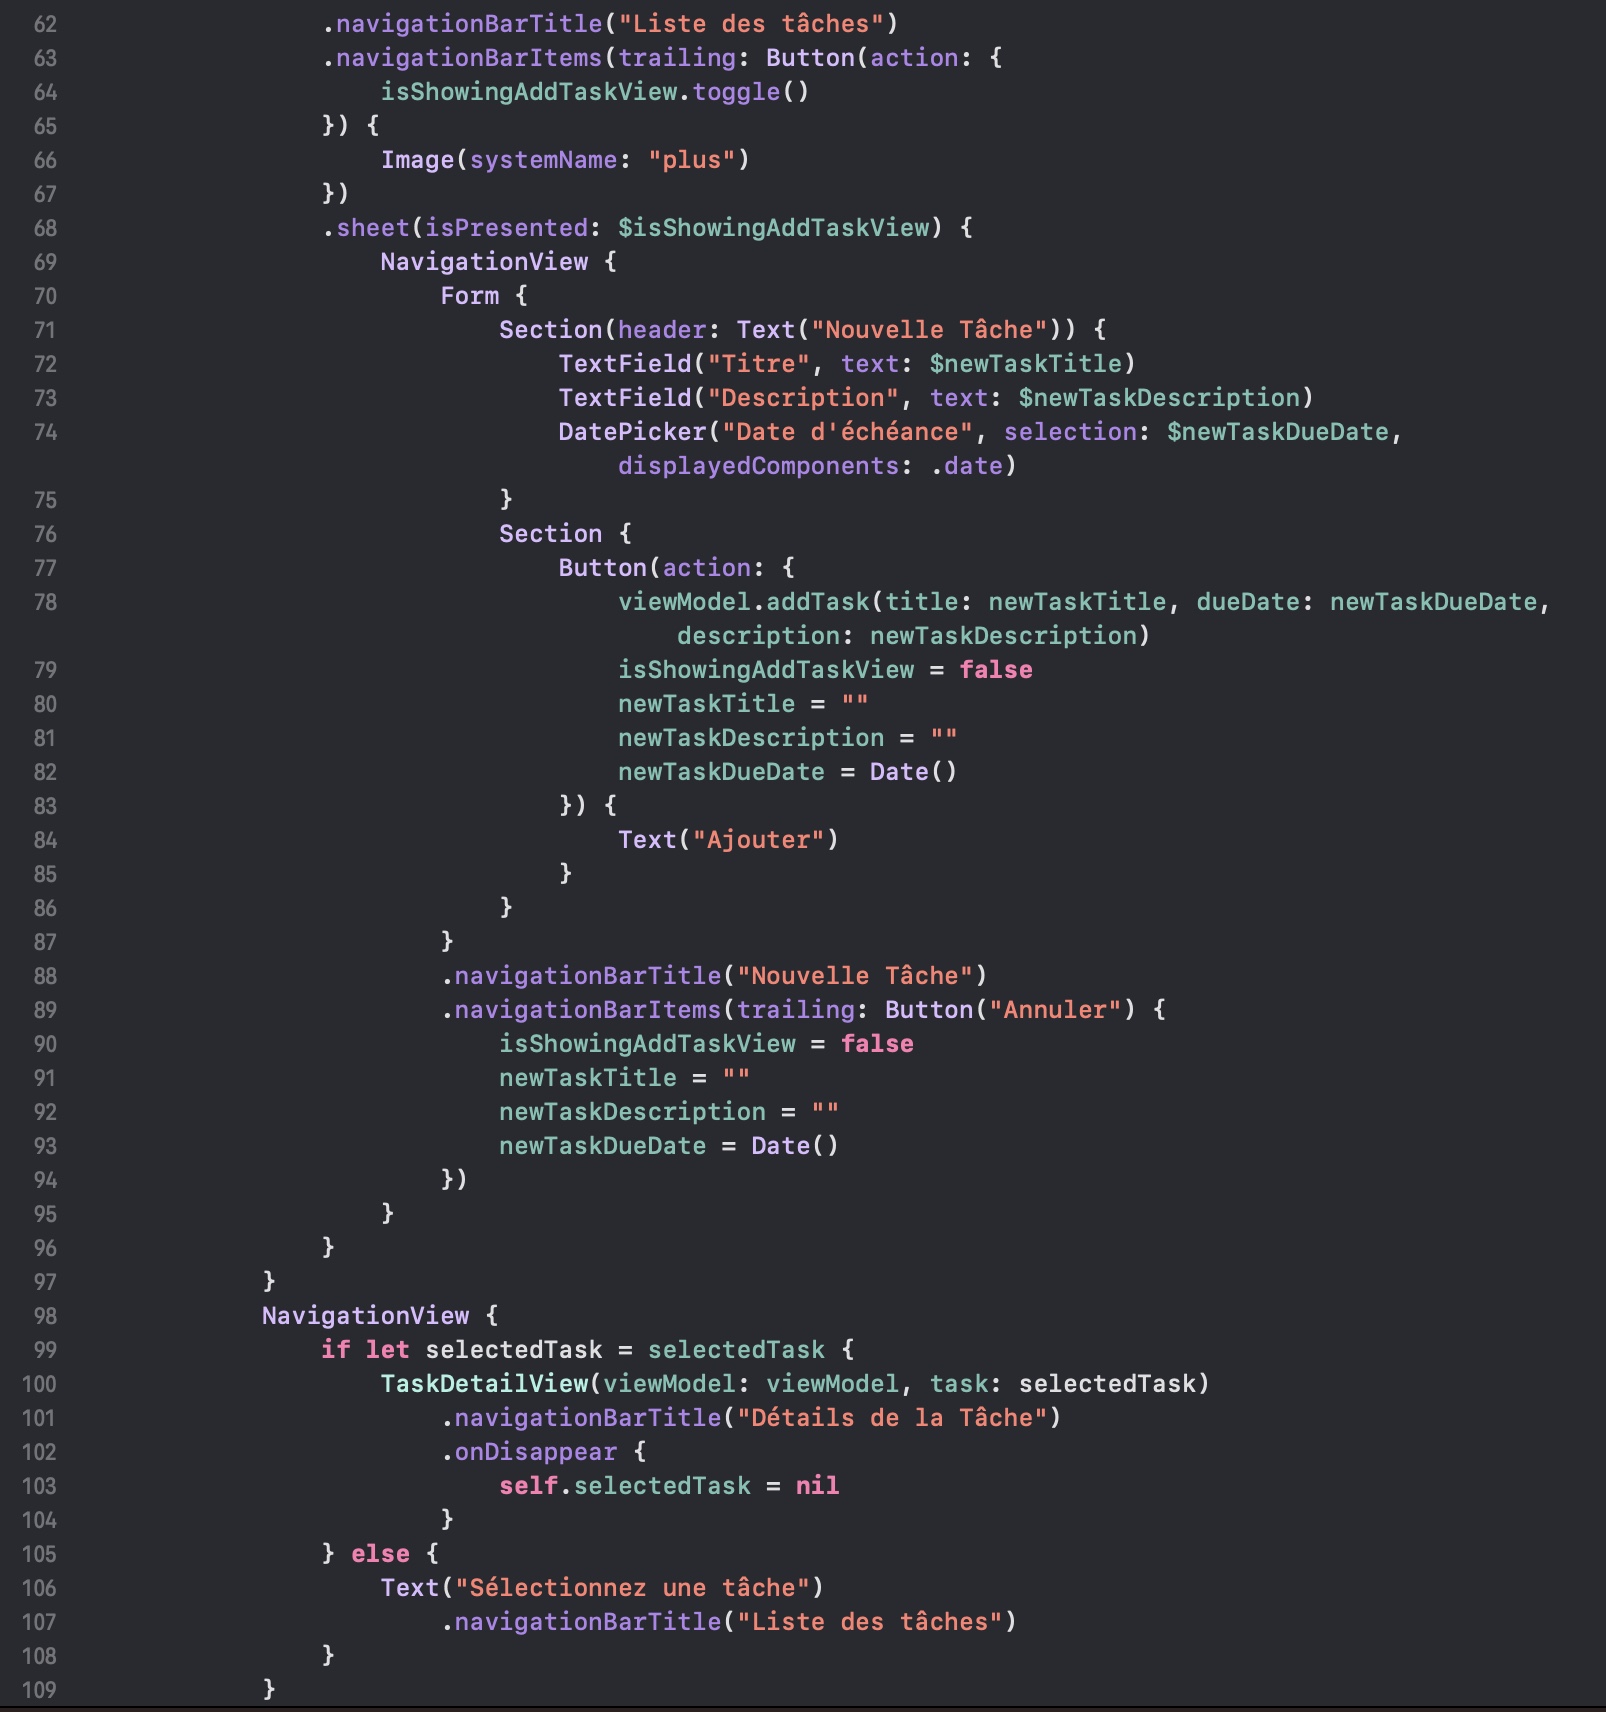 62 .navigationBarTitle("Liste des tâches")
63 .navigationBarItems(trailing: Button(action: {
64 isShowingAddTaskView.toggle()
65 }) {
66 Image(systemName: "plus")
67 })
68 .sheet(isPresented: $isShowingAddTaskView) {
69 NavigationView {
70 Form {
71 Section(header: Text("Nouvelle Tâche")) {
72 TextField("Titre", text: $newTaskTitle)
73 TextField("Description", text: $newTaskDescription)
74 DatePicker("Date d'échéance", selection: $newTaskDueDate,
displayedComponents: .date)
75 }
76 Section {
77 Button(action: {
78 viewModel.addTask(title: newTaskTitle, dueDate: newTaskDueDate,
description: newTaskDescription)
79 isShowingAddTaskView = false
80 newTaskTitle = ""
81 newTaskDescription = ""
82 newTaskDueDate = Date()
83 }) {
84 Text("Ajouter")
85 }
86 }
87 }
88 .navigationBarTitle("Nouvelle Tâche")
89 .navigationBarItems(trailing: Button("Annuler") {
90 isShowingAddTaskView = false
91 newTaskTitle = ""
92 newTaskDescription = ""
93 newTaskDueDate = Date()
94 })
95 }
96 }
97 }
98 NavigationView {
99 if let selectedTask = selectedTask {
100 TaskDetailView(viewModel: viewModel, task: selectedTask)
101 .navigationBarTitle("Détails de la Tâche")
102 .onDisappear {
103 self.selectedTask = nil
104 }
105 } else {
106 Text("Sélectionnez une tâche")
107 .navigationBarTitle("Liste des tâches")
108 }
109 }